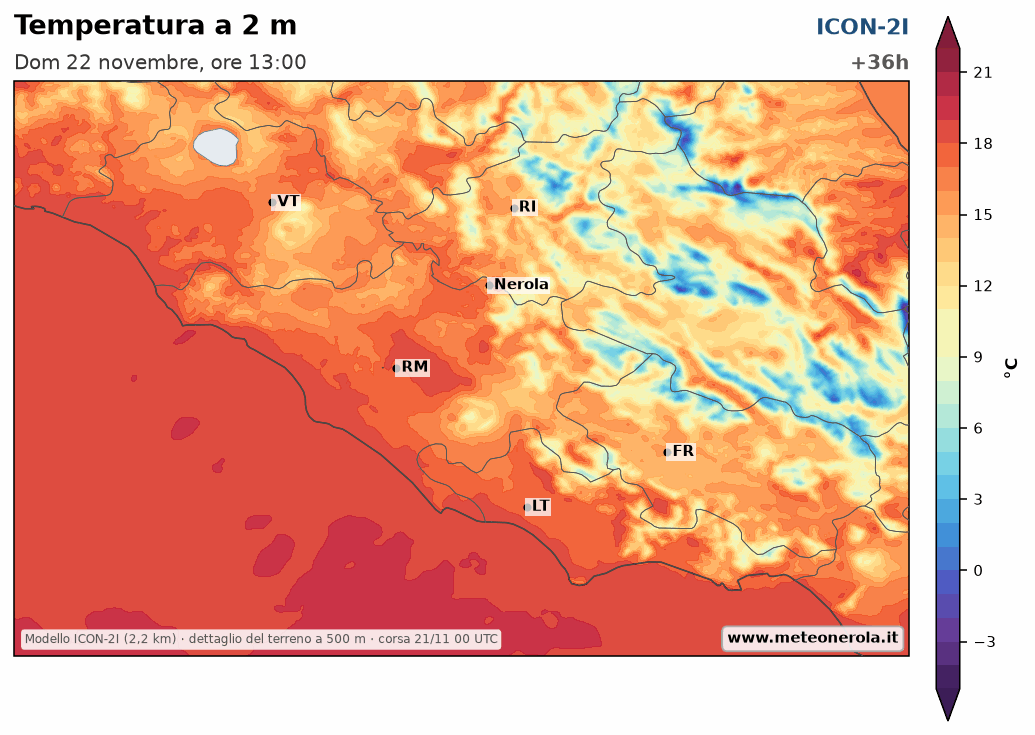 Temperatura a 2 m
ICON-2I
Dom 22 novembre, ore 13:00
+36h
VT
RI
Nerola
RM
FR
LT
Modello ICON-2I (2,2 km) · dettaglio del terreno a 500 m · corsa 21/11 00 UTC
www.meteonerola.it
21
18
15
12
9
6
3
0
−3
°C